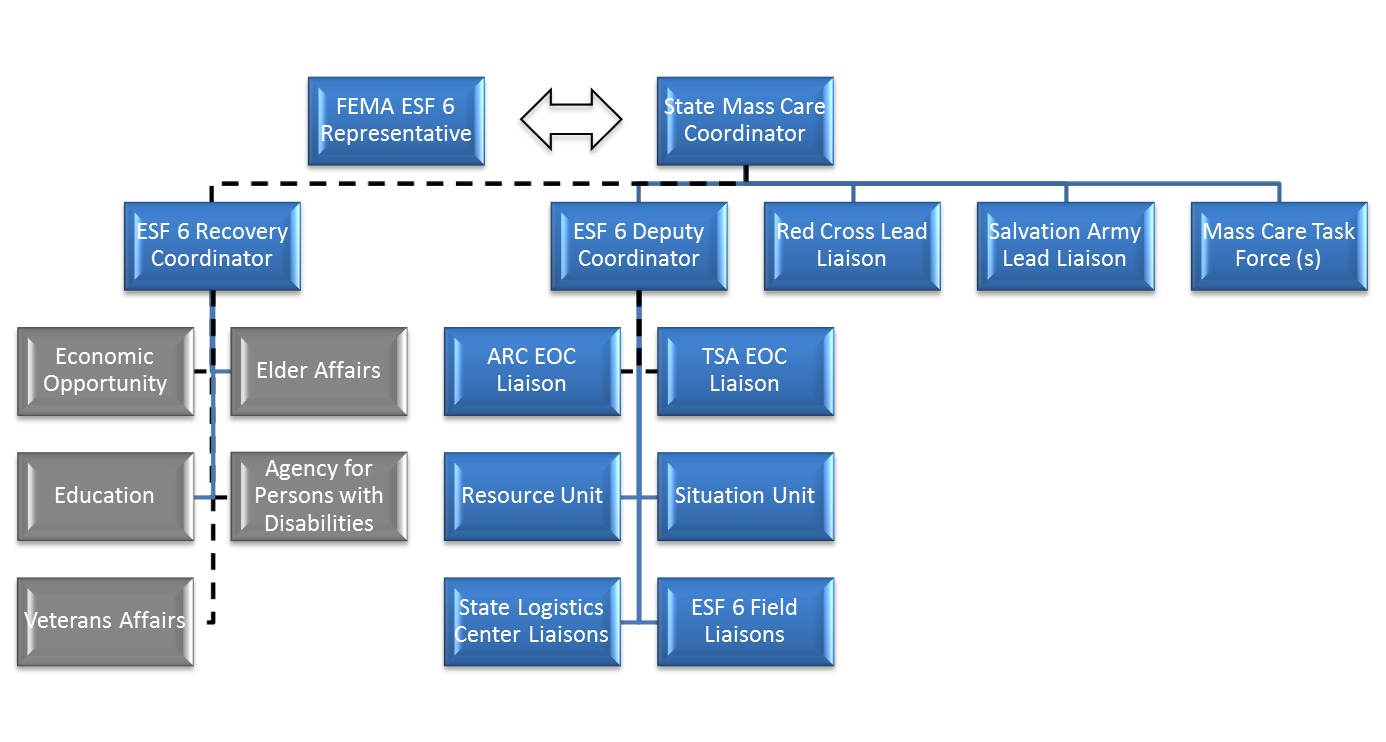 FEMA ESF 6
Representative
State Mass Care
Coordinator
ESF 6 Recovery
Coordinator
ESF 6 Deputy
Coordinator
Red Cross Lead
Liaison
Salvation Army
Lead Liaison
Mass Care Task
Force (s)
Economic
Opportunity
Elder Affairs
ARC EOC
Liaison
TSA EOC
Liaison
Education
Agency for
Persons with
Disabilities
Resource Unit
Situation Unit
Veterans Affairs
State Logistics
Center Liaisons
ESF 6 Field
Liaisons